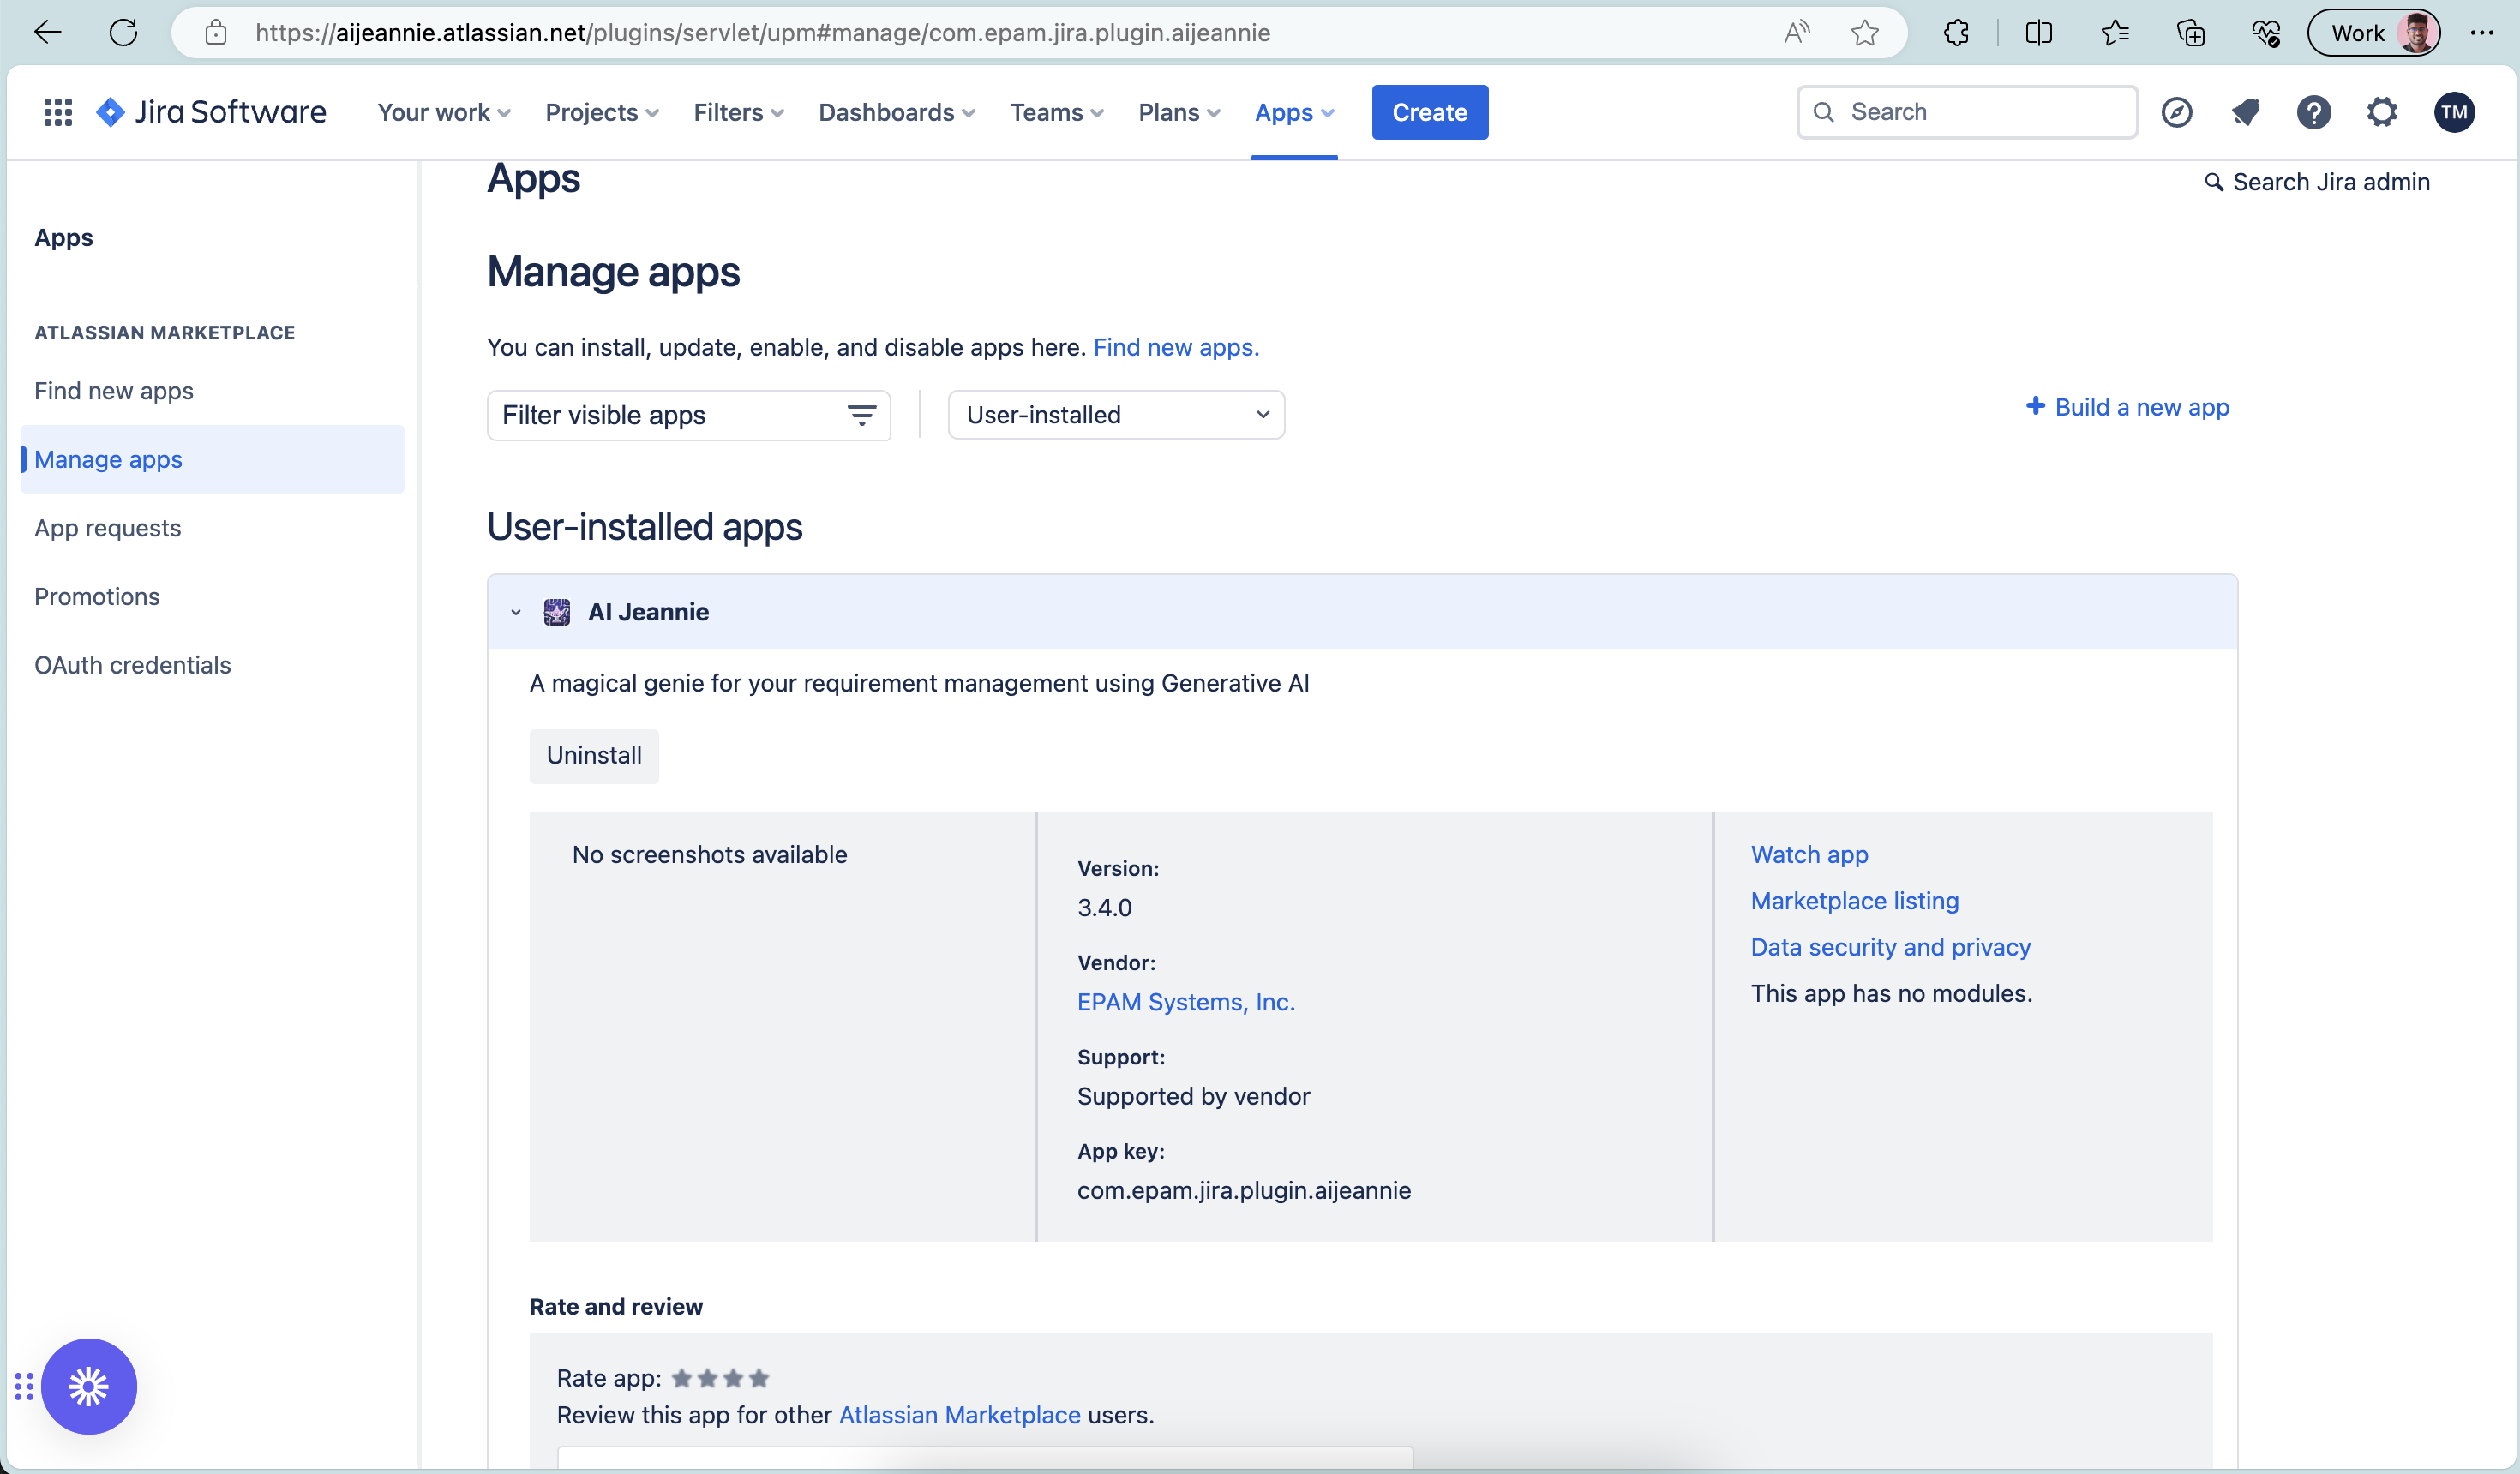 https://aijeannie.atlassian.net/plugins/servlet/upm#manage/com.epam.jira.plugin.aijeannie
Work
Jira Software
Your work
Projects
Filters
Dashboards
Teams
Plans
Apps
Create
Search
TM
Apps
Search Jira admin
Apps
Manage apps
ATLASSIAN MARKETPLACE
You can install, update, enable, and disable apps here. Find new apps.
Find new apps
Filter visible apps
User-installed
Build a new app
Manage apps
App requests
User-installed apps
Promotions
AI Jeannie
OAuth credentials
A magical genie for your requirement management using Generative AI
Uninstall
No screenshots available
Version:
3.4.0
Vendor:
EPAM Systems, Inc.
Support:
Supported by vendor
App key:
com.epam.jira.plugin.aijeannie
Watch app
Marketplace listing
Data security and privacy
This app has no modules.
Rate and review
Rate app:
Review this app for other Atlassian Marketplace users.